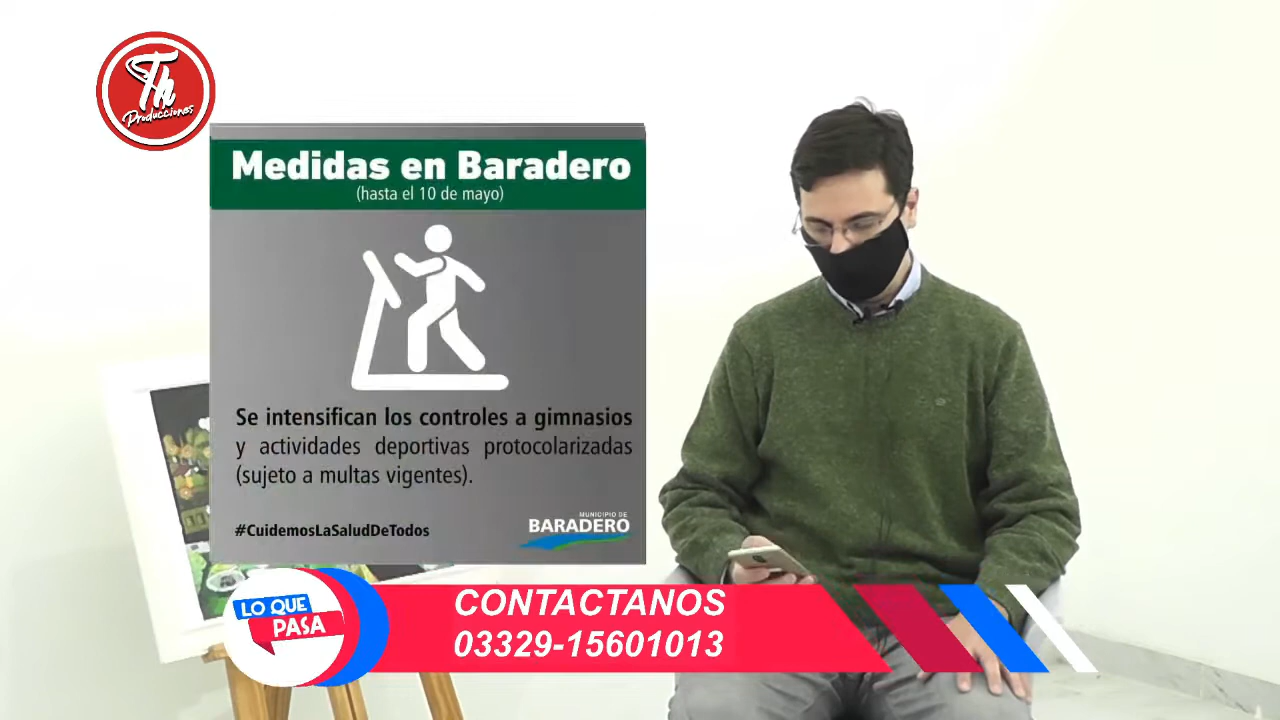 Th
Producciones
Medidas en Baradero
(hasta el 10 de mayo)
Se intensifican los controles a gimnasios
y actividades deportivas protocolarizadas
(sujeto a multas vigentes).
#CuidemosLaSaludDeTodos
MUNICIPIO DE
BARADERO
LO QUE
PASA
CONTACTANOS
03329-15601013